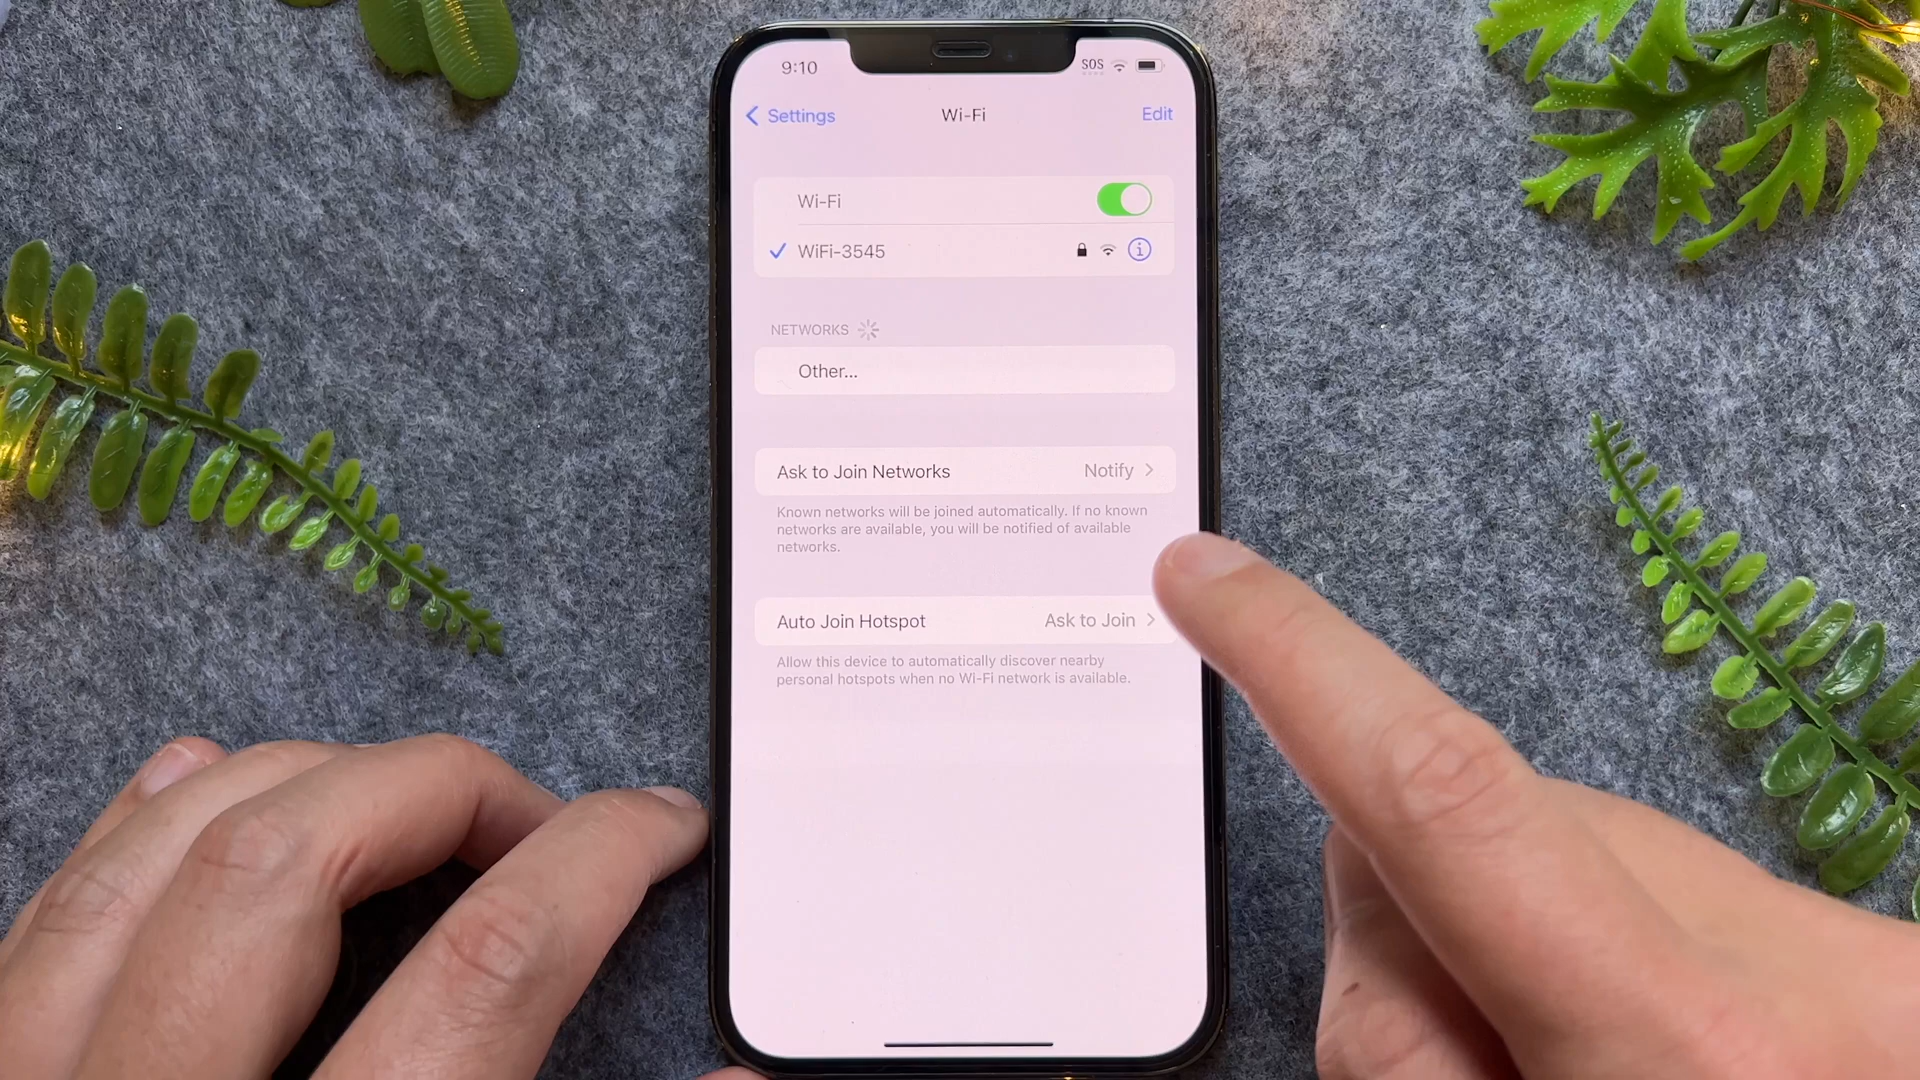 9:10 SOS
Settings Wi-Fi Edit
Wi-Fi
WiFi-3545
NETWORKS
Other...
Ask to Join Networks Notify
Known networks will be joined automatically. If no known
networks are available, you will be notified of available
networks.
Auto Join Hotspot Ask to Join
Allow this device to automatically discover nearby
personal hotspots when no Wi-Fi network is available.